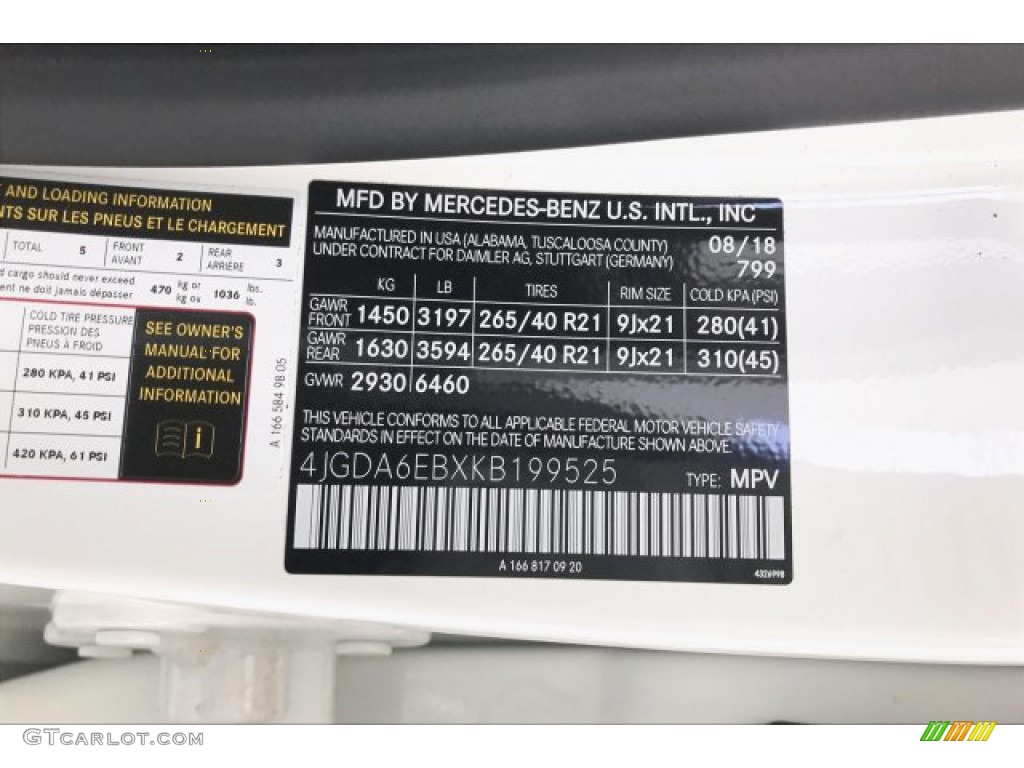 E AND LOADING INFORMATION
NTS SUR LES PNEUS ET LE CHARGEMENT
TOTAL 5 FRONT AVANT 2 REAR ARRIÈRE 3
d cargo should never exceed 470 kg or 1036 lbs.
ent ne doit jamais dépasser kg ou lb.
COLD TIRE PRESSURE
PRESSION DES
PNEUS À FROID
280 KPA, 41 PSI
310 KPA, 45 PSI
420 KPA, 61 PSI
SEE OWNER'S
MANUAL FOR
ADDITIONAL
INFORMATION
i
A 166 584 98 05
MFD BY MERCEDES-BENZ U.S. INTL., INC
MANUFACTURED IN USA (ALABAMA, TUSCALOOSA COUNTY) 08/18
UNDER CONTRACT FOR DAIMLER AG, STUTTGART (GERMANY) 799
KG LB TIRES RIM SIZE COLD KPA (PSI)
GAWR FRONT 1450 3197 265/40 R21 9Jx21 280(41)
GAWR REAR 1630 3594 265/40 R21 9Jx21 310(45)
GVWR 2930 6460
THIS VEHICLE CONFORMS TO ALL APPLICABLE FEDERAL MOTOR VEHICLE SAFETY
STANDARDS IN EFFECT ON THE DATE OF MANUFACTURE SHOWN ABOVE.
4JGDA6EBXKB199525 TYPE: MPV
A 166 817 09 20
432699B
GTCarLot.com